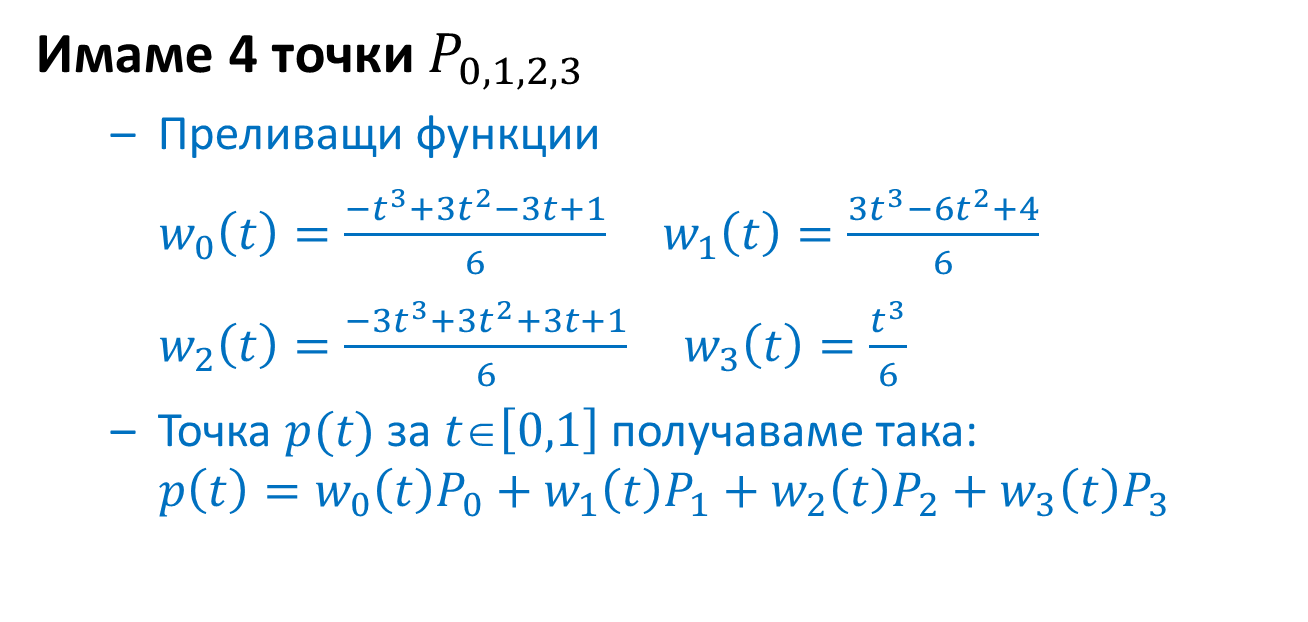 Имаме 4 точки P₀,₁,₂,₃
– Преливащи функции
w₀(t) = (−t³+3t²−3t+1)/6    w₁(t) = (3t³−6t²+4)/6
w₂(t) = (−3t³+3t²+3t+1)/6    w₃(t) = t³/6
– Точка p(t) за t∈[0,1] получаваме така:
p(t) = w₀(t)P₀ + w₁(t)P₁ + w₂(t)P₂ + w₃(t)P₃